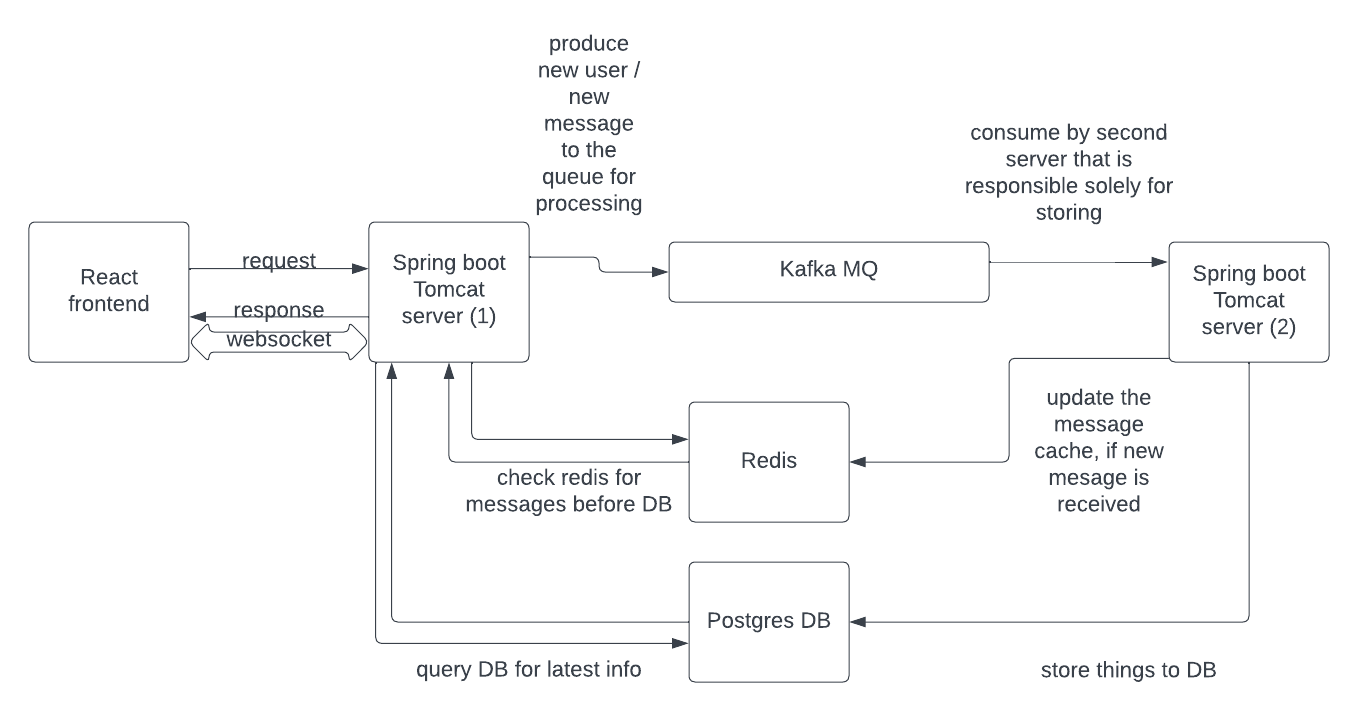 produce
new user /
new
message
to the
queue for
processing
consume by second
server that is
responsible solely for
storing
React
frontend
request
response
websocket
Spring boot
Tomcat
server (1)
Kafka MQ
Spring boot
Tomcat
server (2)
update the
message
cache, if new
mesage is
received
Redis
check redis for
messages before DB
Postgres DB
query DB for latest info
store things to DB